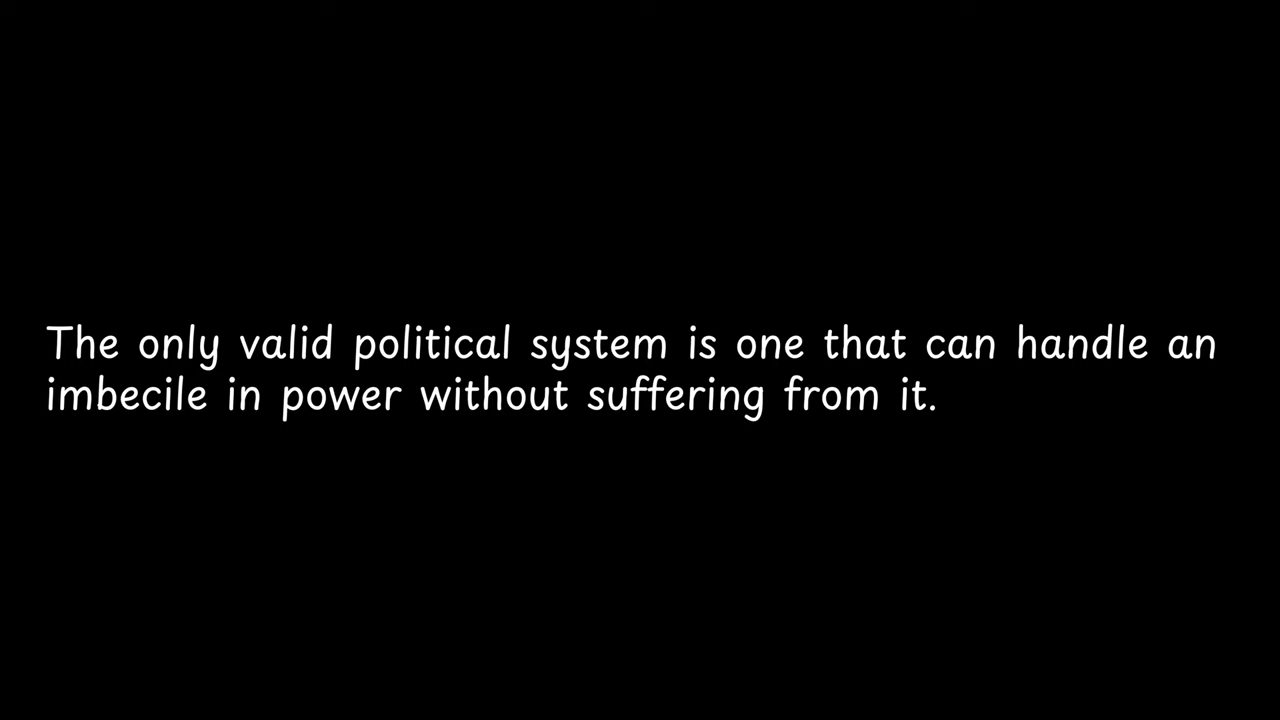 The only valid political system is one that can handle an
imbecile in power without suffering from it.